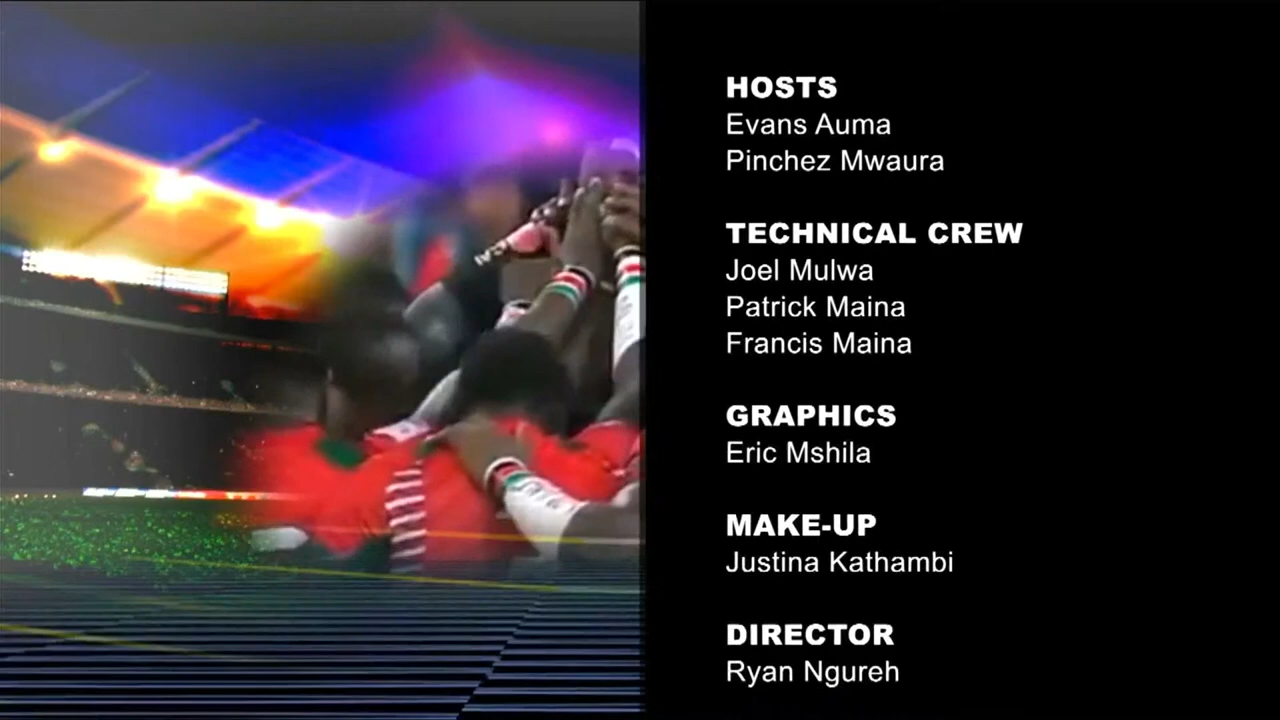 HOSTS
Evans Auma
Pinchez Mwaura
TECHNICAL CREW
Joel Mulwa
Patrick Maina
Francis Maina
GRAPHICS
Eric Mshila
MAKE-UP
Justina Kathambi
DIRECTOR
Ryan Ngureh